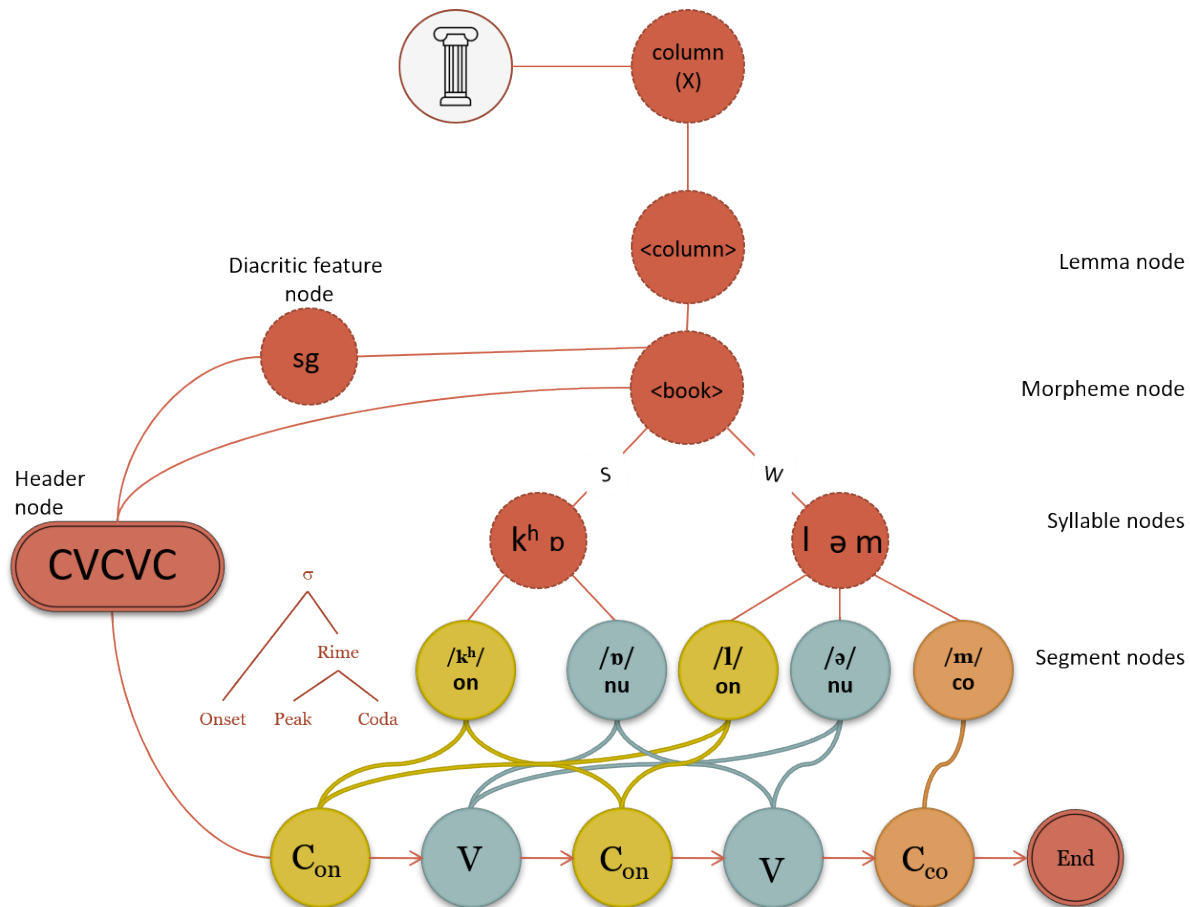 column
(X)
<column>
Lemma node
Diacritic feature
node
sg
<book>
Morpheme node
s
w
Header
node
CVCVC
kʰ ɒ
l ə m
Syllable nodes
σ
Rime
Onset
Peak
Coda
/kʰ/
on
/ɒ/
nu
/l/
on
/ə/
nu
/m/
co
Segment nodes
Con
V
Con
V
Cco
End